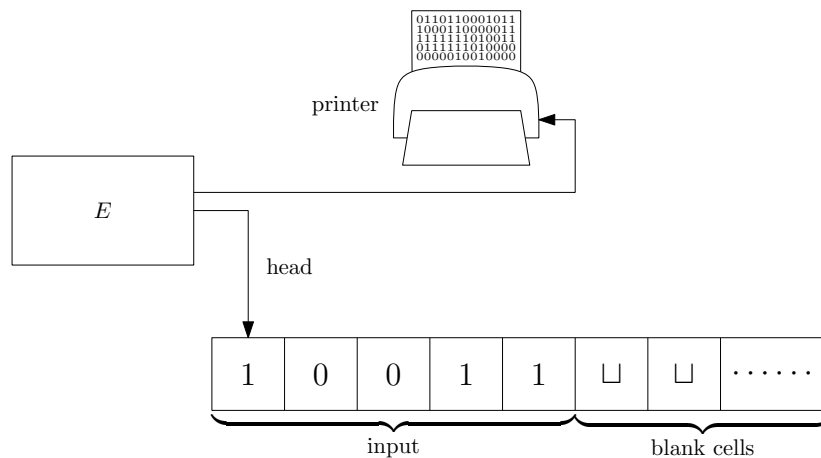 0110110001011
1000110000011
1111111010011
0111111010000
0000010010000
printer
E
head
1 0 0 1 1 ⊔ ⊔ ······
input
blank cells